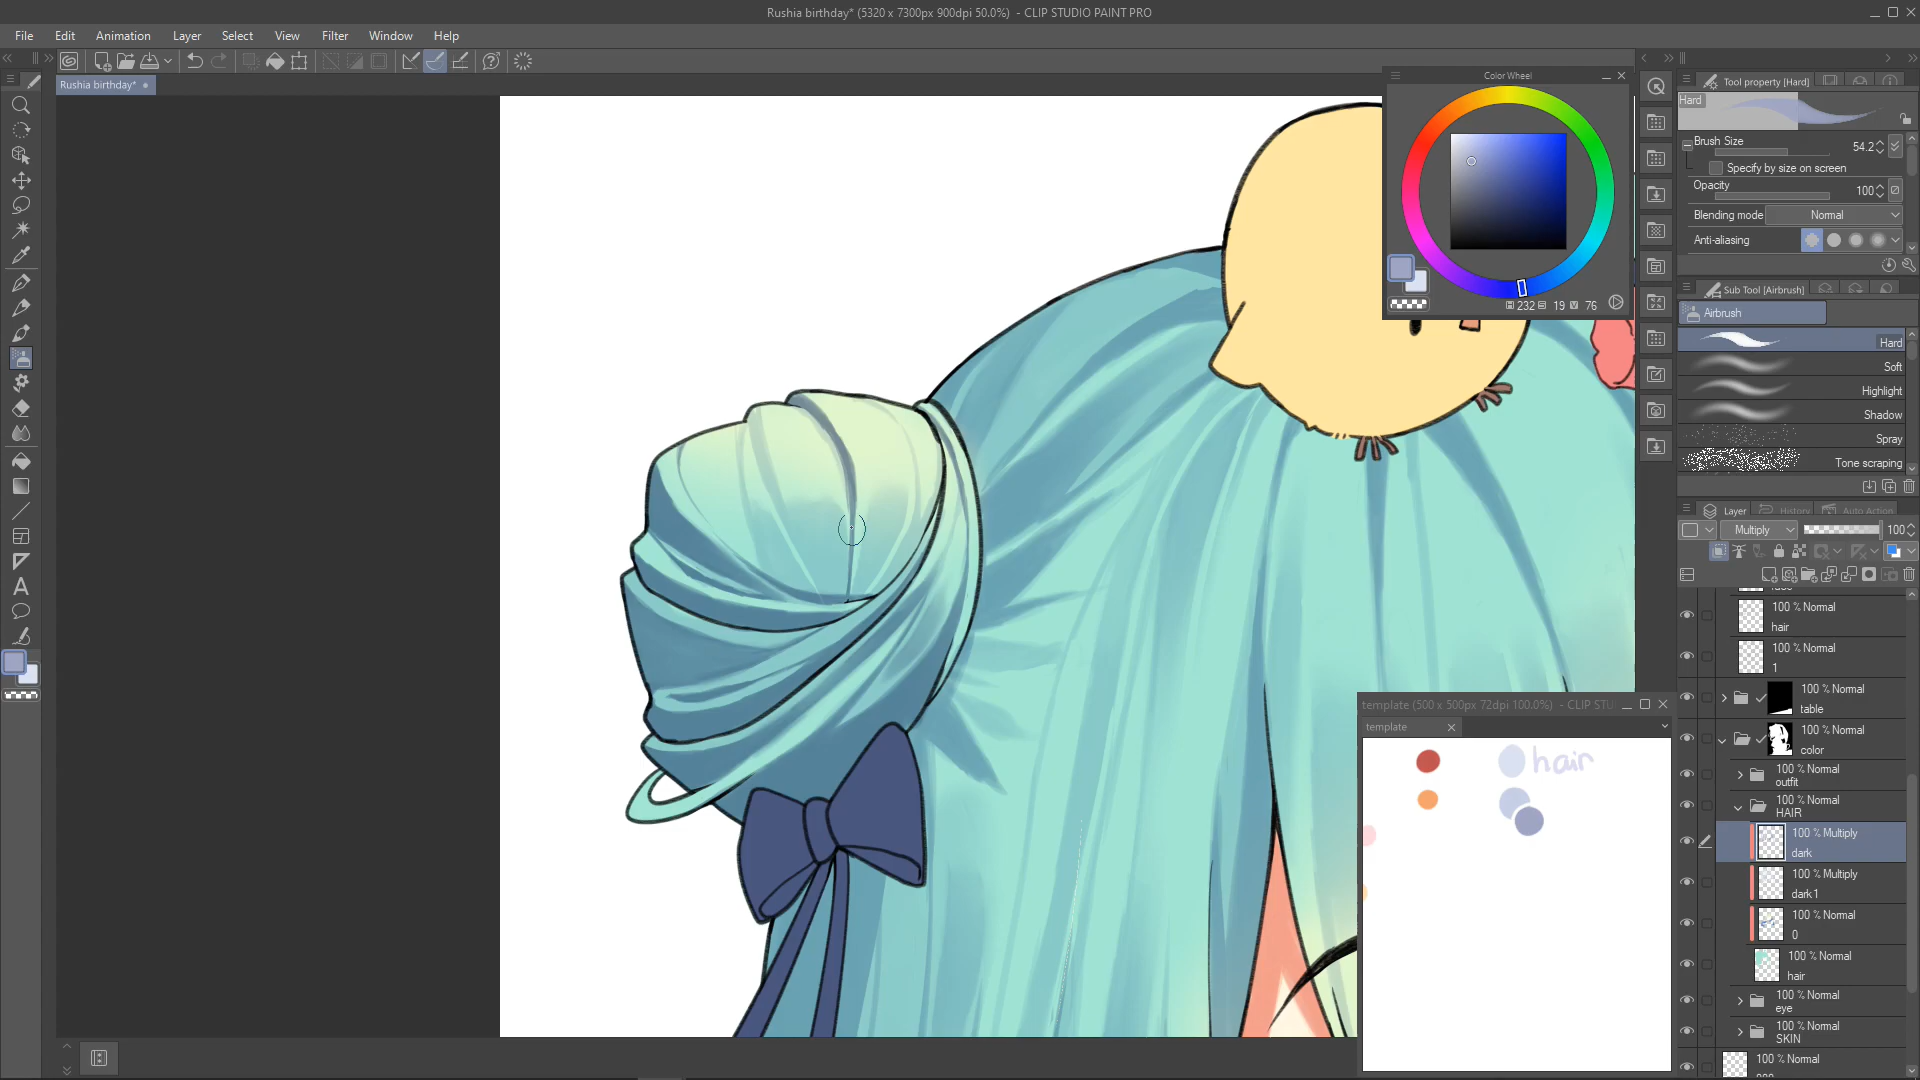 Rushia birthday* (5320 x 7300px 900dpi 50.0%) - CLIP STUDIO PAINT PRO
File Edit Animation Layer Select View Filter Window Help
Rushia birthday*
Color Wheel
232 19 76
Tool property [Hard]
Hard
Brush Size 54.2
Specify by size on screen
Opacity 100
Blending mode Normal
Anti-aliasing
Sub Tool [Airbrush]
Airbrush
Hard
Soft
Highlight
Shadow
Spray
Tone scraping
Layer History Auto Action
Multiply 100
100 % Normal
hair
100 % Normal
1
100 % Normal
table
100 % Normal
color
100 % Normal
outfit
100 % Normal
HAIR
100 % Multiply
dark
100 % Multiply
dark1
100 % Normal
0
100 % Normal
hair
100 % Normal
eye
100 % Normal
SKIN
100 % Normal
template (500 x 500px 72dpi 100.0%) - CLIP STU
template
hair